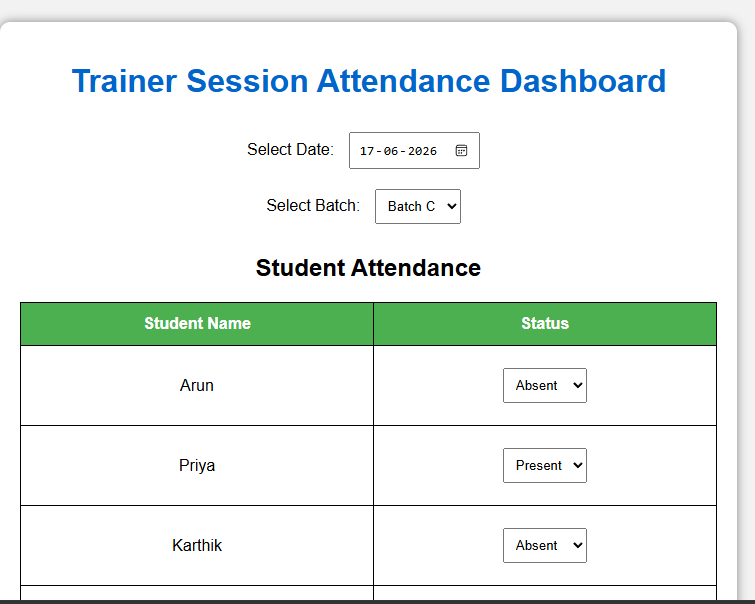 Trainer Session Attendance Dashboard
Select Date: 17-06-2026
Select Batch: Batch C
Student Attendance
Student Name Status
Arun Absent
Priya Present
Karthik Absent